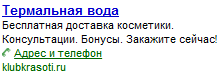 Термальная вода
Бесплатная доставка косметики.
Консультации. Бонусы. Закажите сейчас!
Адрес и телефон
klubkrasoti.ru